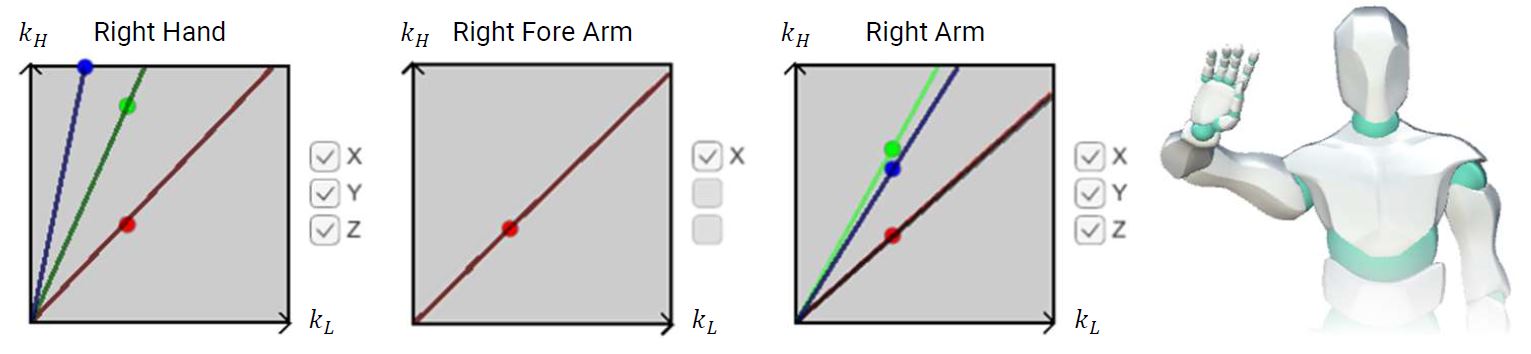 k_H Right Hand
X
Y
Z
k_L
k_H Right Fore Arm
X
k_L
k_H Right Arm
X
Y
Z
k_L